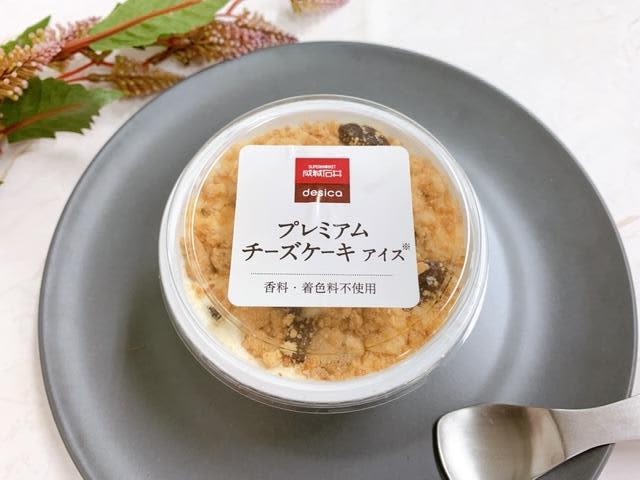 SUPERMARKET
成城石井
desica
プレミアム
チーズケーキ アイス※
香料・着色料不使用